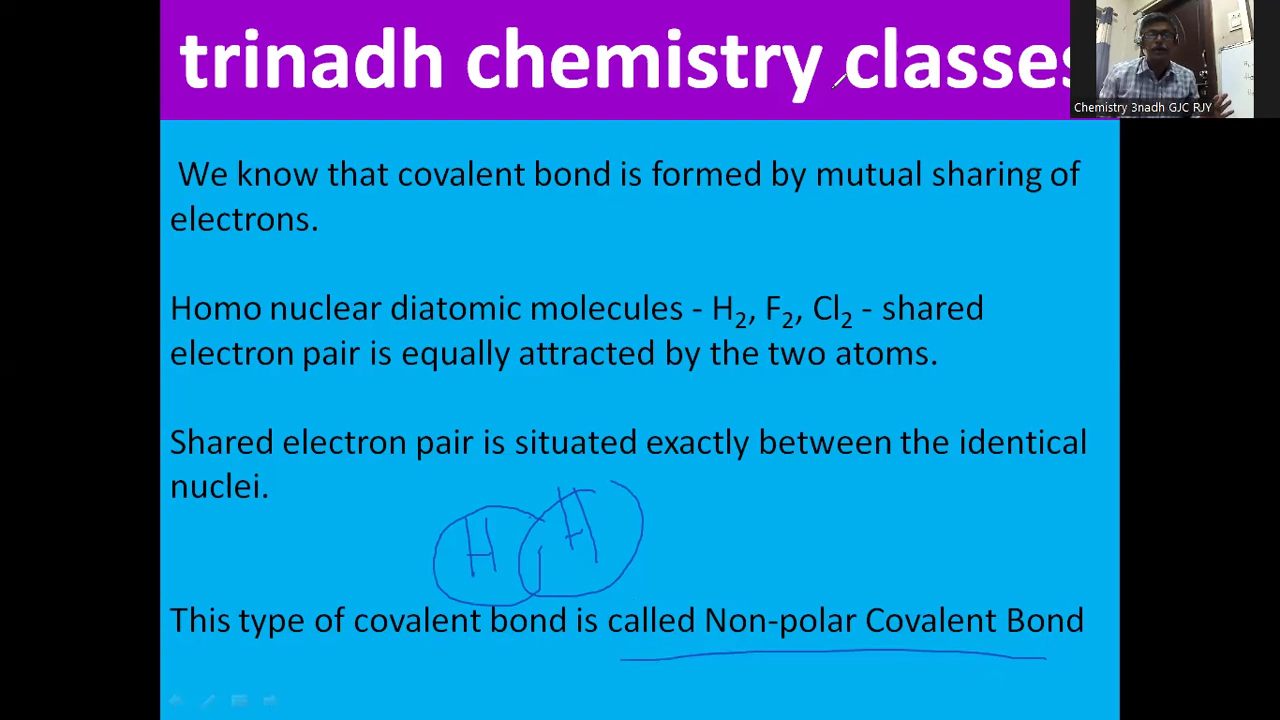 trinadh chemistry classes
Chemistry 3nadh GJC RJY
We know that covalent bond is formed by mutual sharing of
electrons.
Homo nuclear diatomic molecules - H₂, F₂, Cl₂ - shared
electron pair is equally attracted by the two atoms.
Shared electron pair is situated exactly between the identical
nuclei.
H H
This type of covalent bond is called Non-polar Covalent Bond